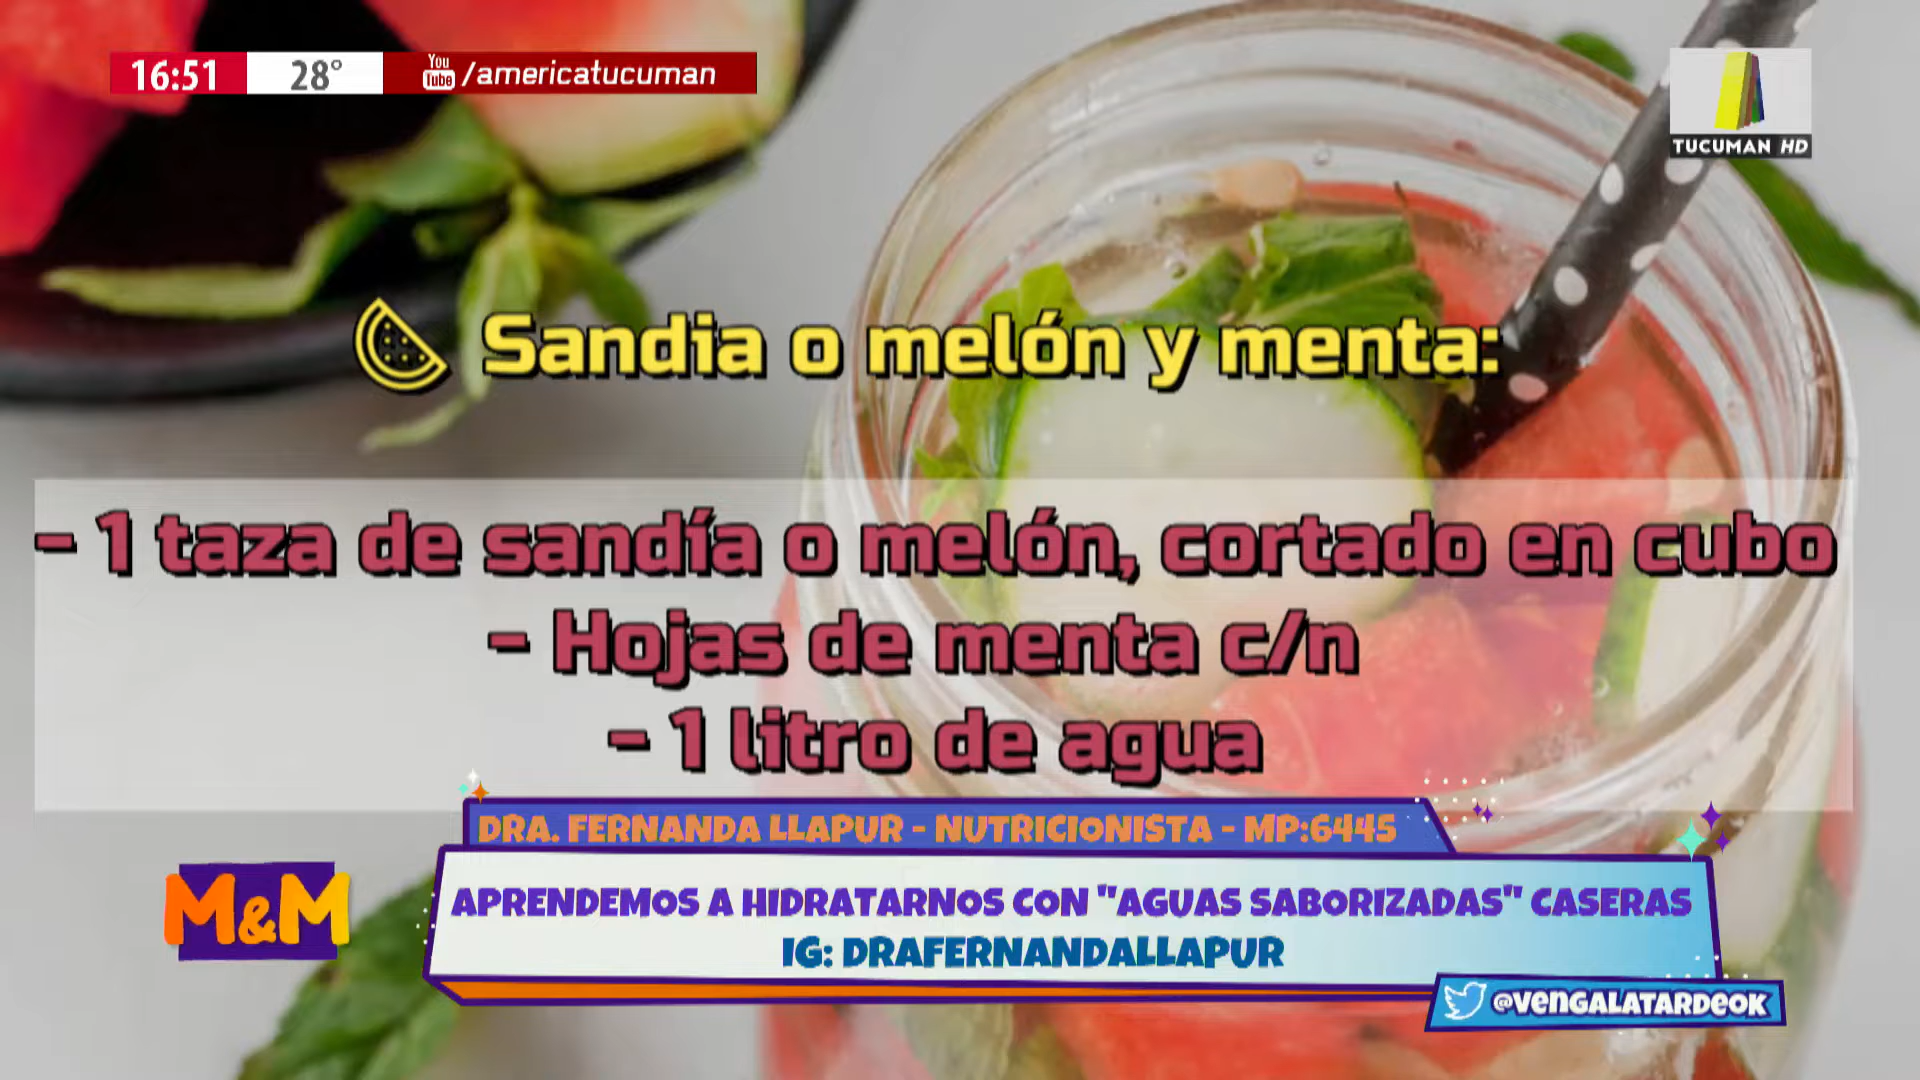 16:51 28° You Tube /americatucuman
TUCUMAN HD
Sandia o melón y menta:
- 1 taza de sandía o melón, cortado en cubo
- Hojas de menta c/n
- 1 litro de agua
DRA. FERNANDA LLAPUR - NUTRICIONISTA - MP:6445
M&M
APRENDEMOS A HIDRATARNOS CON "AGUAS SABORIZADAS" CASERAS
IG: DRAFERNANDALLAPUR
@VENGALATARDEOK